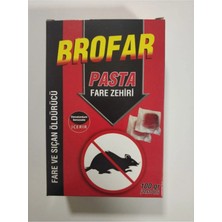 BROFAR
PASTA
FARE ZEHİRİ
FARE VE SIÇAN ÖLDÜRÜCÜ